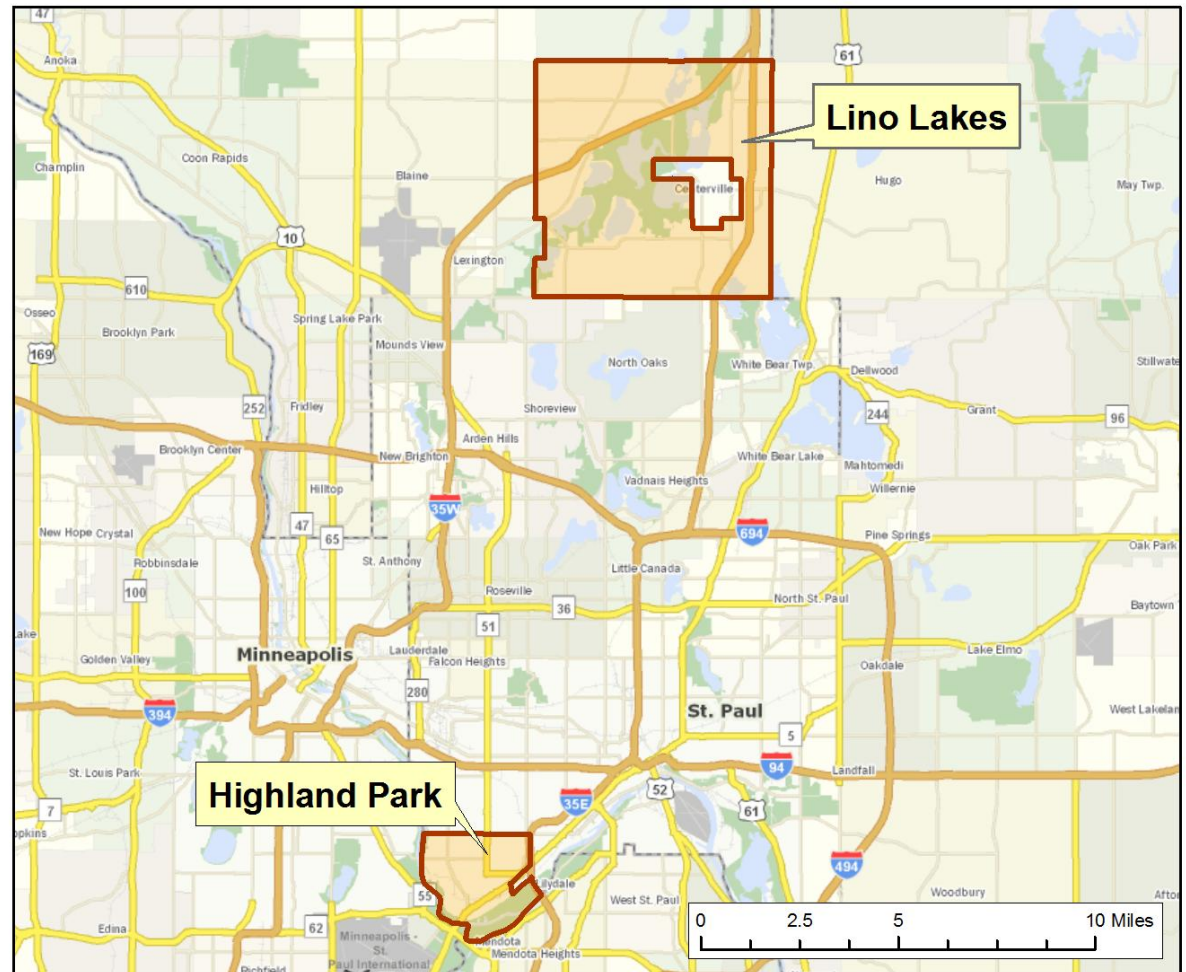 47
Anoka
61
Lino Lakes
Champlin
Coon Rapids
Blaine
Centerville
Hugo
May Twp.
10
Lexington
610
Osseo
Brooklyn Park
Spring Lake Park
169
Mounds View
North Oaks
White Bear Twp.
Dellwood
Stillwate
252
Fridley
Shoreview
244
Grant
96
Brooklyn Center
Arden Hills
New Brighton
White Bear Lake
Mahtomedi
Hilltop
Vadnais Heights
Willernie
35W
47
65
694
New Hope
Crystal
Pine Springs
Oak Park
Robbinsdale
St. Anthony
Little Canada
100
Roseville
36
North St. Paul
Baytown
51
ake
Golden Valley
Minneapolis
Lauderdale
Falcon Heights
Lake Elmo
Oakdale
280
394
St. Paul
West Lakelan
5
St. Louis Park
94
Landfall
Highland Park
52
7
35E
61
opkins
494
55
Lilydale
West St. Paul
Woodbury
Afto
Edina
62
Minneapolis -
St.
Paul International
Mendota
Mendota Heights
Richfield
0 2.5 5 10 Miles